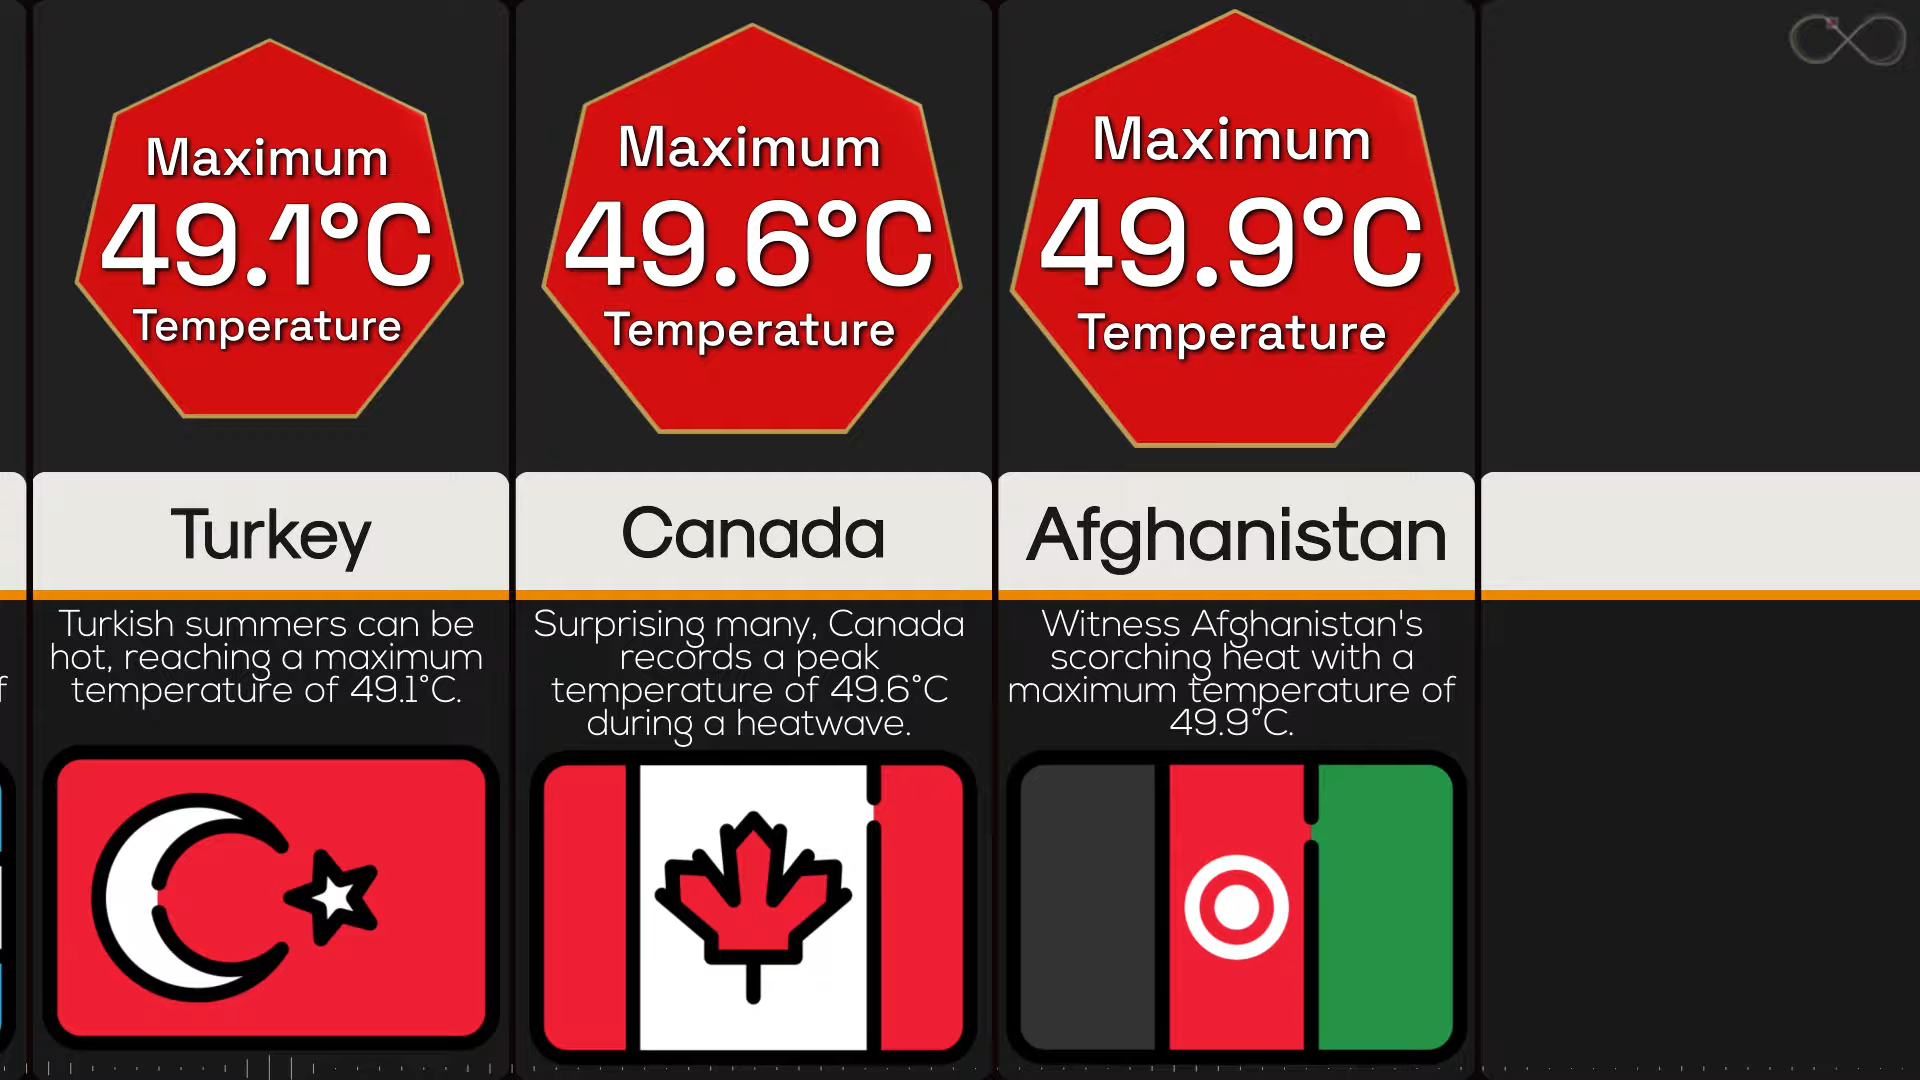 Maximum
49.1°C
Temperature
Turkey
Turkish summers can be
hot, reaching a maximum
temperature of 49.1°C.
Maximum
49.6°C
Temperature
Canada
Surprising many, Canada
records a peak
temperature of 49.6°C
during a heatwave.
Maximum
49.9°C
Temperature
Afghanistan
Witness Afghanistan's
scorching heat with a
maximum temperature of
49.9°C.